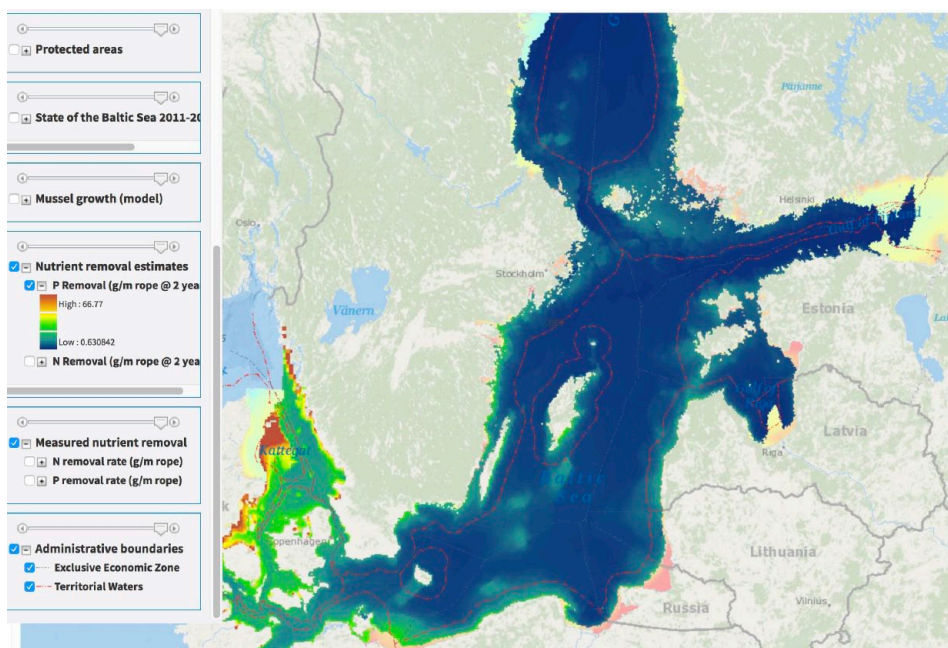 Protected areas
State of the Baltic Sea 2011-20
Mussel growth (model)
Nutrient removal estimates
P Removal (g/m rope @ 2 yea
High : 66.77
Low : 0.630842
N Removal (g/m rope @ 2 yea
Measured nutrient removal
N removal rate (g/m rope)
P removal rate (g/m rope)
Administrative boundaries
Exclusive Economic Zone
Territorial Waters
G
Päijänne
Helsinki
Gulf of Finland
Oslo
Stockholm
Vänern
Estonia
Kattegat
Latvia
Riga
Baltic
Sea
Copenhagen
Lithuania
Vilnius
Russia